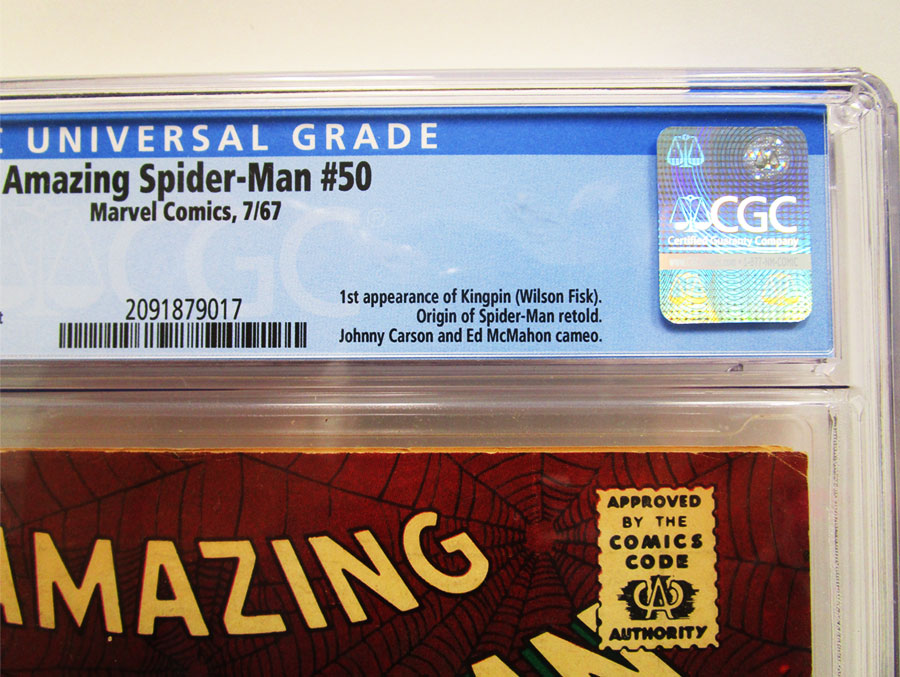 UNIVERSAL GRADE
Amazing Spider-Man #50
Marvel Comics, 7/67
CGC
CGC
Certified Guaranty Company
2091879017
1st appearance of Kingpin (Wilson Fisk).
Origin of Spider-Man retold.
Johnny Carson and Ed McMahon cameo.
AMAZING
APPROVED
BY THE
COMICS
CODE
CA
AUTHORITY
AN